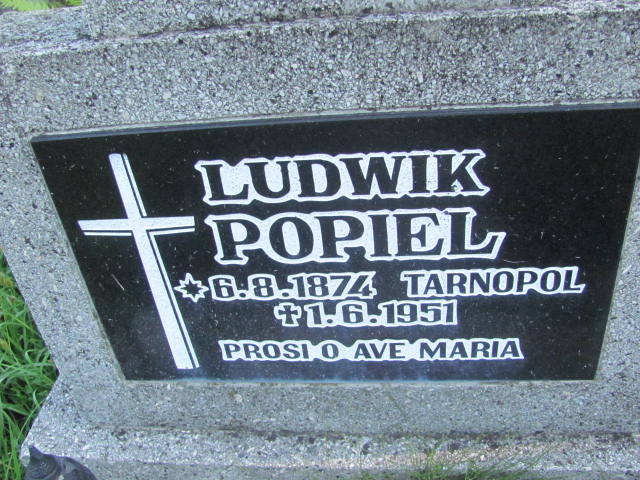 LUDWIK
POPIEL
6.8.1874 TARNOPOL
✝1.6.1951
PROSI O AVE MARIA